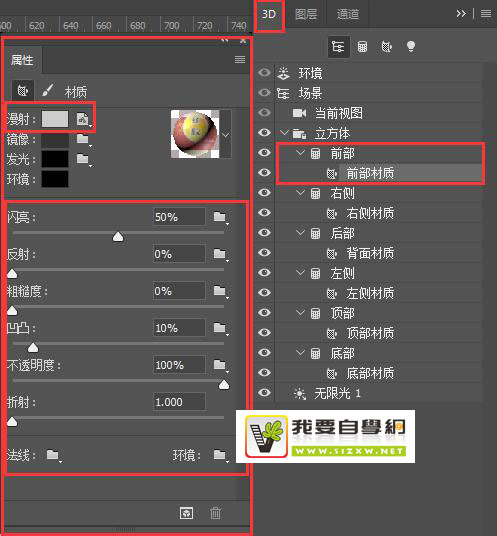 600 620 640 660 680 700 720 740
属性
材质
漫射：
镜像：
发光：
环境：
闪亮： 50%
反射： 0%
粗糙度： 0%
凹凸： 10%
不透明度： 100%
折射： 1.000
法线： 环境：
3D 图层 通道
环境
场景
当前视图
立方体
前部
前部材质
右侧
右侧材质
后部
背面材质
左侧
左侧材质
顶部
顶部材质
底部
底部材质
无限光 1
我要自學網
WWW.51ZXW.NET